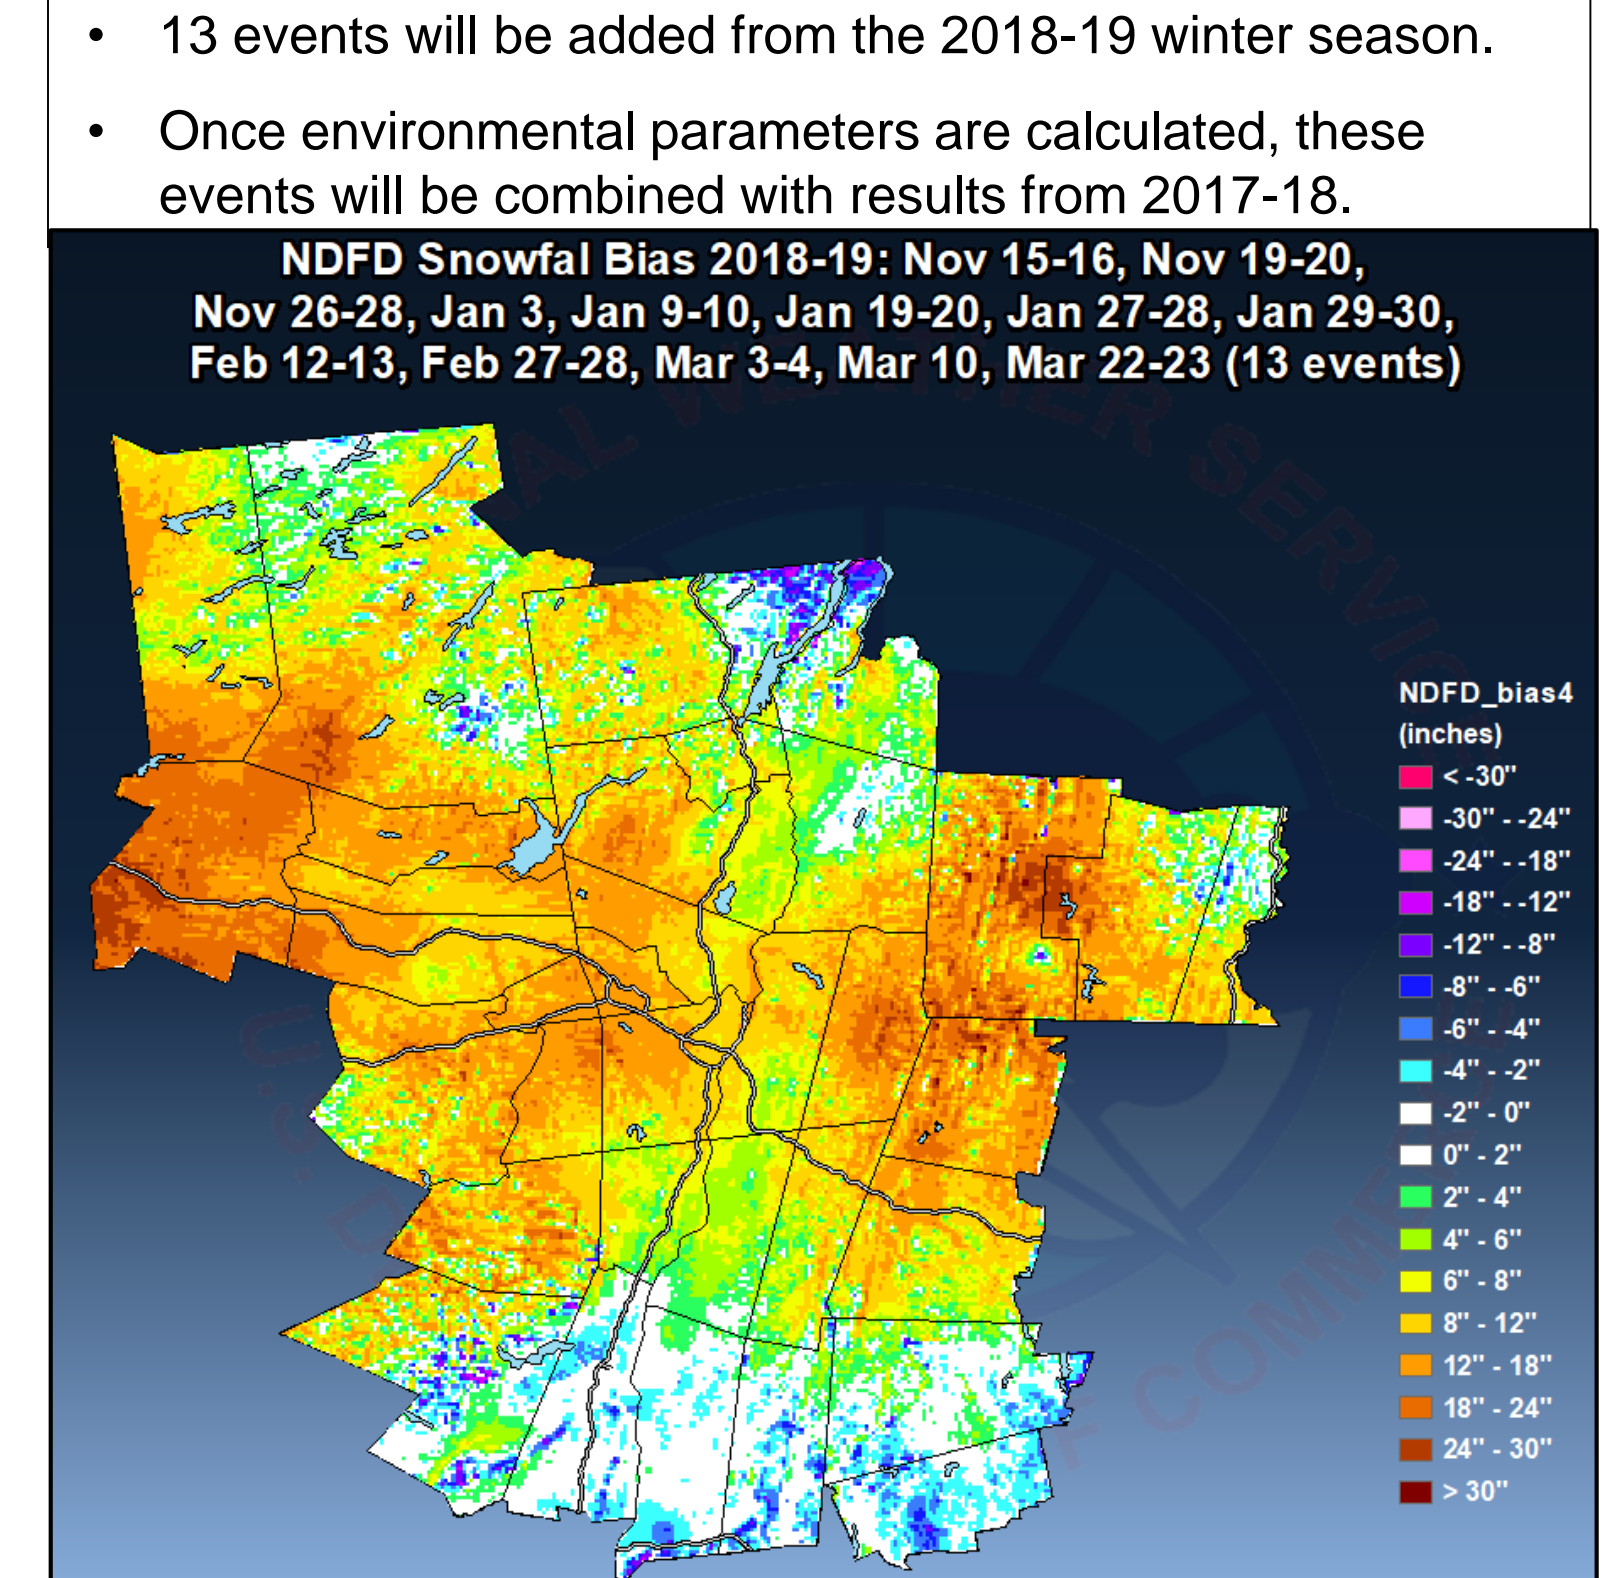 • 13 events will be added from the 2018-19 winter season.
• Once environmental parameters are calculated, these
events will be combined with results from 2017-18.
NDFD Snowfal Bias 2018-19: Nov 15-16, Nov 19-20,
Nov 26-28, Jan 3, Jan 9-10, Jan 19-20, Jan 27-28, Jan 29-30,
Feb 12-13, Feb 27-28, Mar 3-4, Mar 10, Mar 22-23 (13 events)
NDFD_bias4
(inches)
< -30"
-30" - -24"
-24" - -18"
-18" - -12"
-12" - -8"
-8" - -6"
-6" - -4"
-4" - -2"
-2" - 0"
0" - 2"
2" - 4"
4" - 6"
6" - 8"
8" - 12"
12" - 18"
18" - 24"
24" - 30"
> 30"